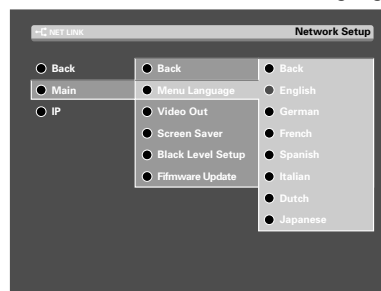 NET LINK
Network Setup
Back
Main
IP
Back
Menu Language
Video Out
Screen Saver
Black Level Setup
Fifmware Update
Back
English
German
French
Spanish
Italian
Dutch
Japanese